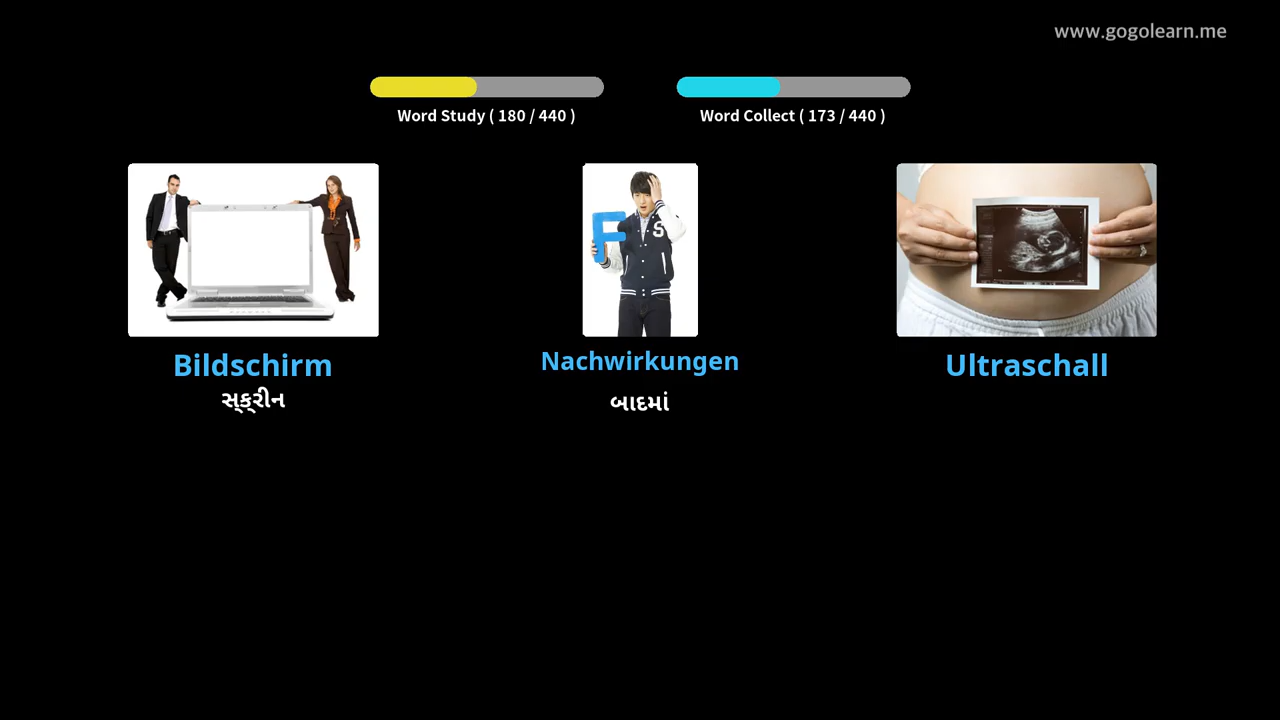 www.gogolearn.me
Word Study ( 180 / 440 )
Word Collect ( 173 / 440 )
F
S
Bildschirm
Nachwirkungen
Ultraschall
સ્ક્રીન
બાદમાં